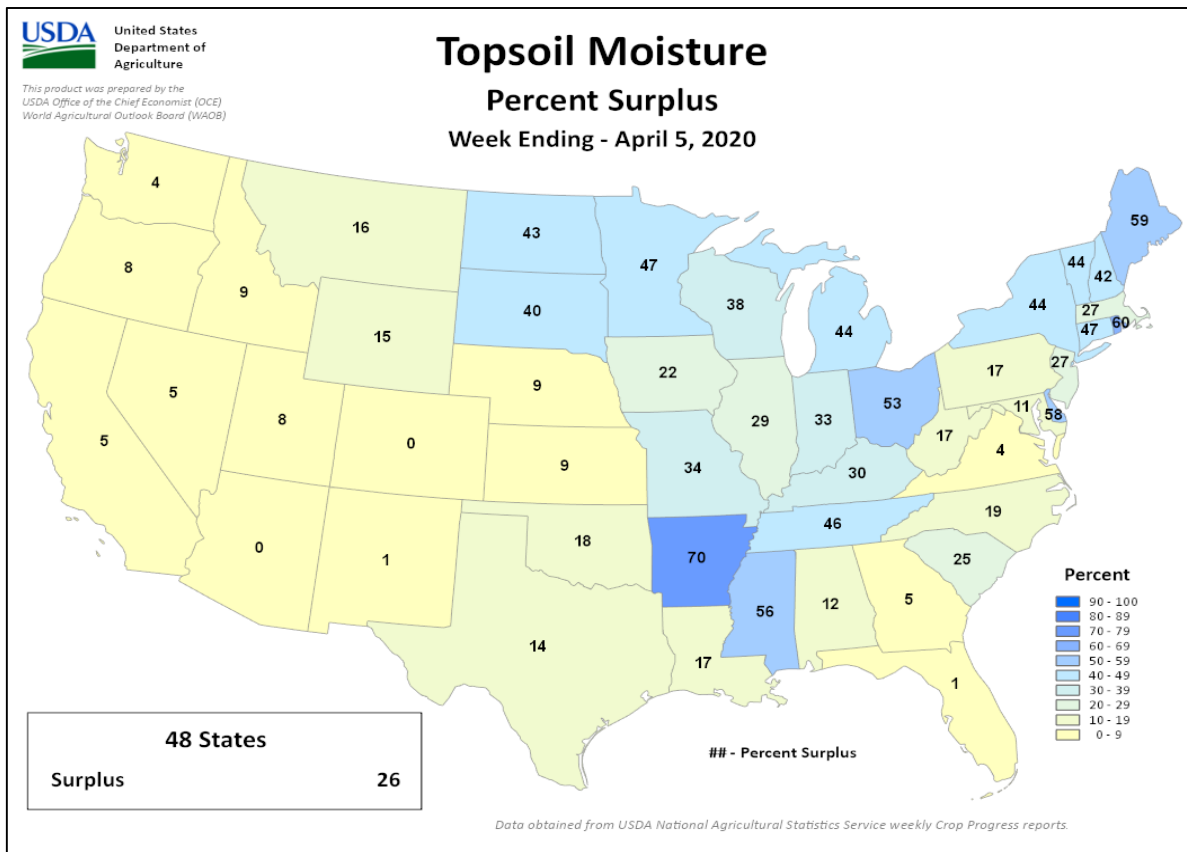 USDA
United States
Department of
Agriculture
This product was prepared by the
USDA Office of the Chief Economist (OCE)
World Agricultural Outlook Board (WAOB)
Topsoil Moisture
Percent Surplus
Week Ending - April 5, 2020
4
59
16
43
44
47
42
8
9
44
27
60
40
38
47
15
44
27
17
22
5
9
53
11
58
8
29
33
17
5
0
4
9
34
30
19
46
0
1
18
70
25
12
5
56
14
17
1
Percent
90 - 100
80 - 89
70 - 79
60 - 69
50 - 59
40 - 49
30 - 39
20 - 29
10 - 19
0 - 9
48 States
Surplus 26
## - Percent Surplus
Data obtained from USDA National Agricultural Statistics Service weekly Crop Progress reports.